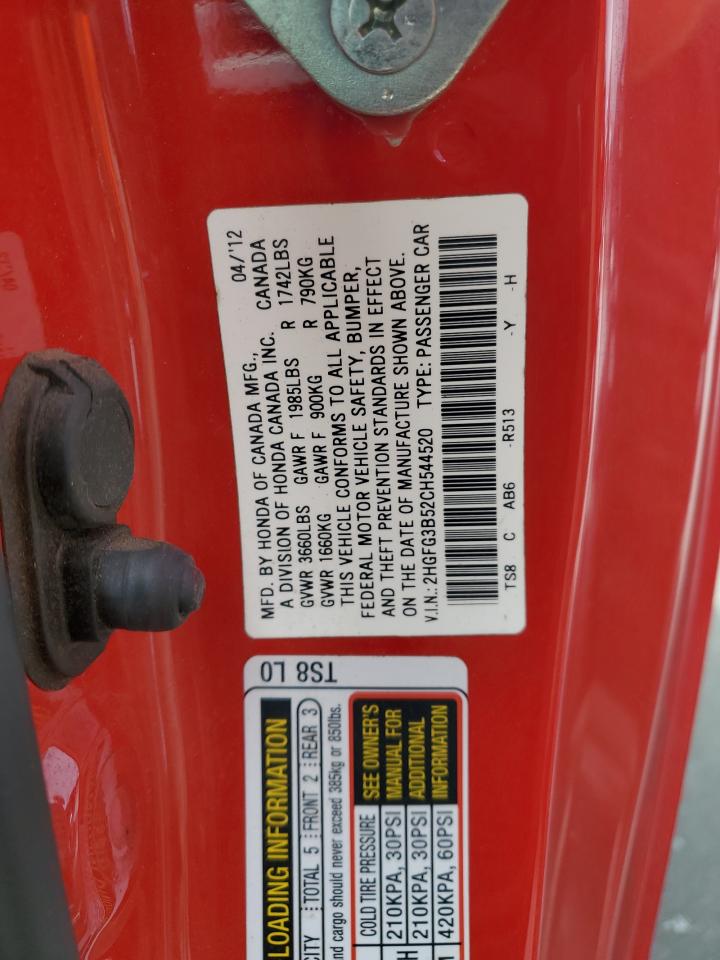 MFD. BY HONDA OF CANADA MFG., 04/'12
A DIVISION OF HONDA CANADA INC. CANADA
GVWR 3660LBS GAWR F 1985LBS R 1742LBS
GVWR 1660KG GAWR F 900KG R 790KG
THIS VEHICLE CONFORMS TO ALL APPLICABLE
FEDERAL MOTOR VEHICLE SAFETY, BUMPER,
AND THEFT PREVENTION STANDARDS IN EFFECT
ON THE DATE OF MANUFACTURE SHOWN ABOVE.
V.I.N.: 2HGFG3B52CH544520 TYPE: PASSENGER CAR
TS8 C AB6 -R513 -Y -H
TS8 L0
LOADING INFORMATION
CITY TOTAL 5 FRONT 2 REAR 3
and cargo should never exceed 385kg or 850lbs.
COLD TIRE PRESSURE SEE OWNER'S
210KPA, 30PSI MANUAL FOR
H 210KPA, 30PSI ADDITIONAL
420KPA, 60PSI INFORMATION